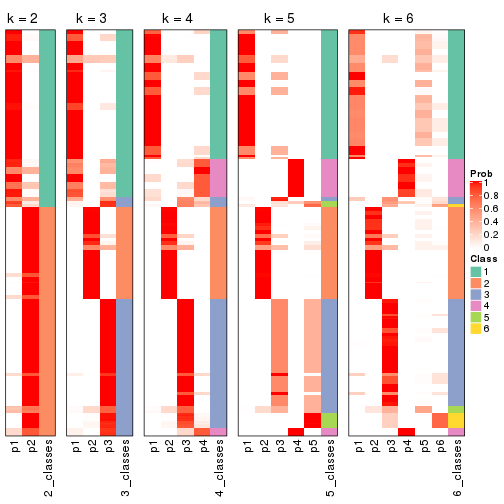 k = 2
k = 3
k = 4
k = 5
k = 6
p1
p2
2_classes
p1
p2
p3
3_classes
p1
p2
p3
p4
4_classes
p1
p2
p3
p4
p5
5_classes
p1
p2
p3
p4
p5
p6
6_classes
Prob
1
0.8
0.6
0.4
0.2
0
Class
1
2
3
4
5
6